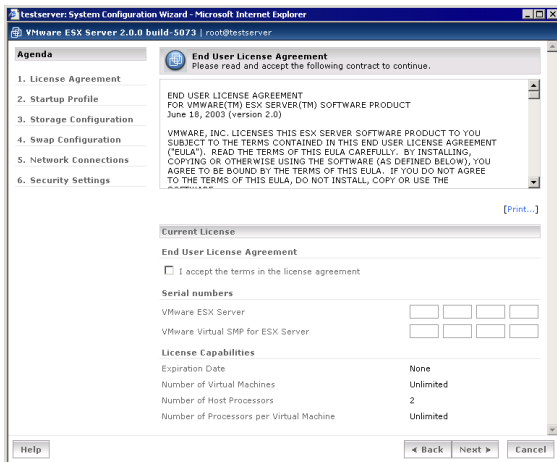 testserver: System Configuration Wizard - Microsoft Internet Explorer
VMware ESX Server 2.0.0 build-5073 | root@testserver
Agenda
1. License Agreement
2. Startup Profile
3. Storage Configuration
4. Swap Configuration
5. Network Connections
6. Security Settings
End User License Agreement
Please read and accept the following contract to continue.
END USER LICENSE AGREEMENT
FOR VMWARE(TM) ESX SERVER(TM) SOFTWARE PRODUCT
June 18, 2003 (version 2.0)
VMWARE, INC. LICENSES THIS ESX SERVER SOFTWARE PRODUCT TO YOU
SUBJECT TO THE TERMS CONTAINED IN THIS END USER LICENSE AGREEMENT
("EULA"). READ THE TERMS OF THIS EULA CAREFULLY. BY INSTALLING,
COPYING OR OTHERWISE USING THE SOFTWARE (AS DEFINED BELOW), YOU
AGREE TO BE BOUND BY THE TERMS OF THIS EULA. IF YOU DO NOT AGREE
TO THE TERMS OF THIS EULA, DO NOT INSTALL, COPY OR USE THE
SOFTWARE
[Print...]
Current License
End User License Agreement
I accept the terms in the license agreement
Serial numbers
VMware ESX Server
VMware Virtual SMP for ESX Server
License Capabilities
Expiration Date None
Number of Virtual Machines Unlimited
Number of Host Processors 2
Number of Processors per Virtual Machine Unlimited
Help
Back
Next
Cancel